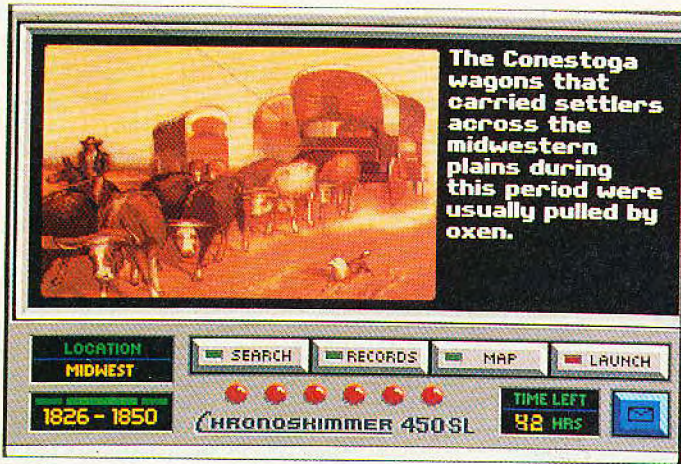 The Conestoga
wagons that
carried settlers
across the
midwestern
plains during
this period were
usually pulled by
oxen.
LOCATION
MIDWEST
SEARCH
RECORDS
MAP
LAUNCH
1826 - 1850
CHRONOSKIMMER 450SL
TIME LEFT
42 HRS